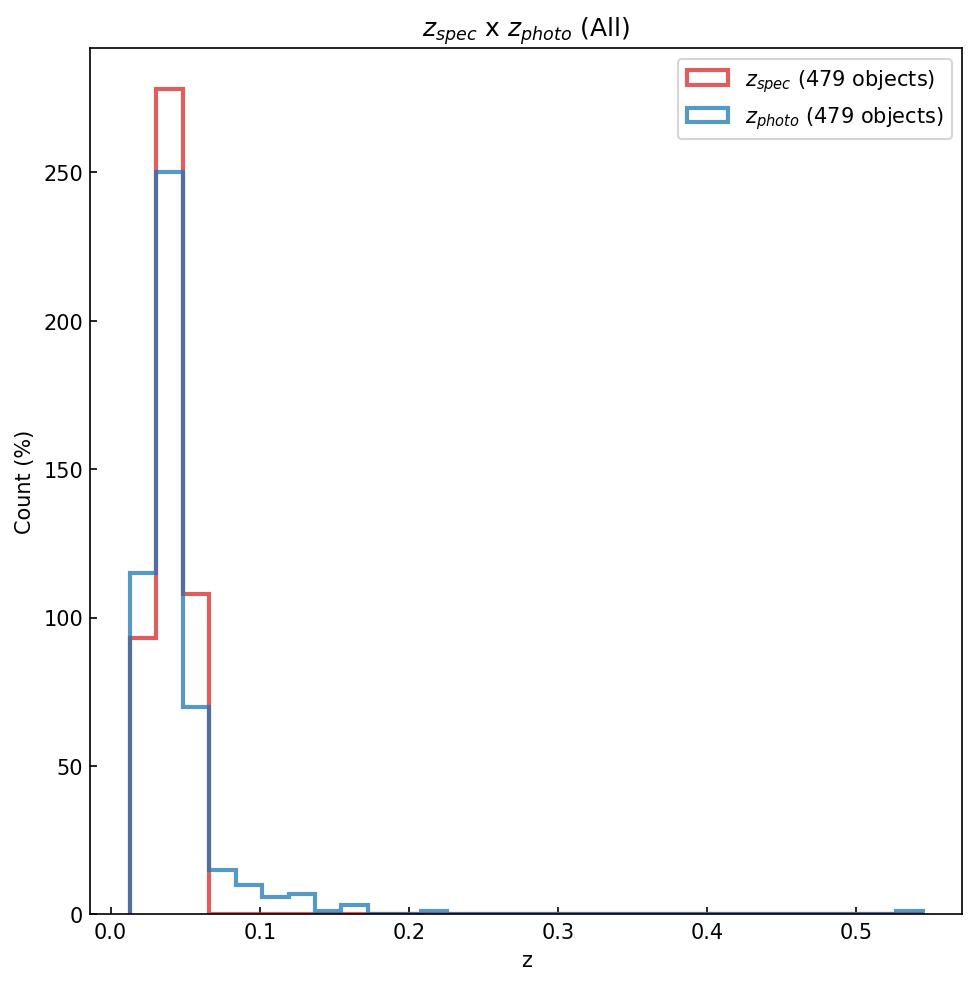 z_spec x z_photo (All)
z_spec (479 objects)
z_photo (479 objects)
Count (%)
250
200
150
100
50
0
0.0 0.1 0.2 0.3 0.4 0.5
z